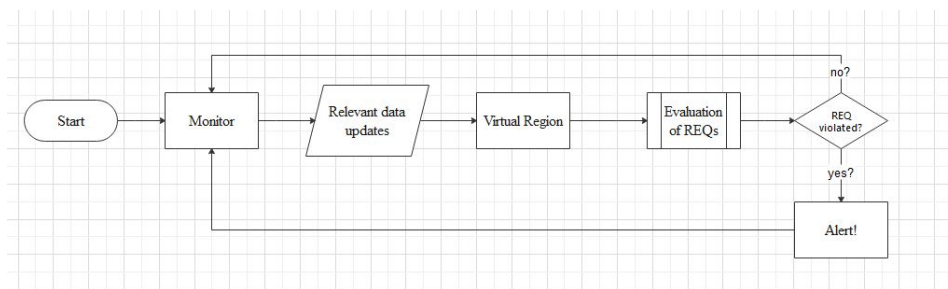 Start
Monitor
Relevant data
updates
Virtual Region
Evaluation
of REQs
REQ
violated?
no?
yes?
Alert!